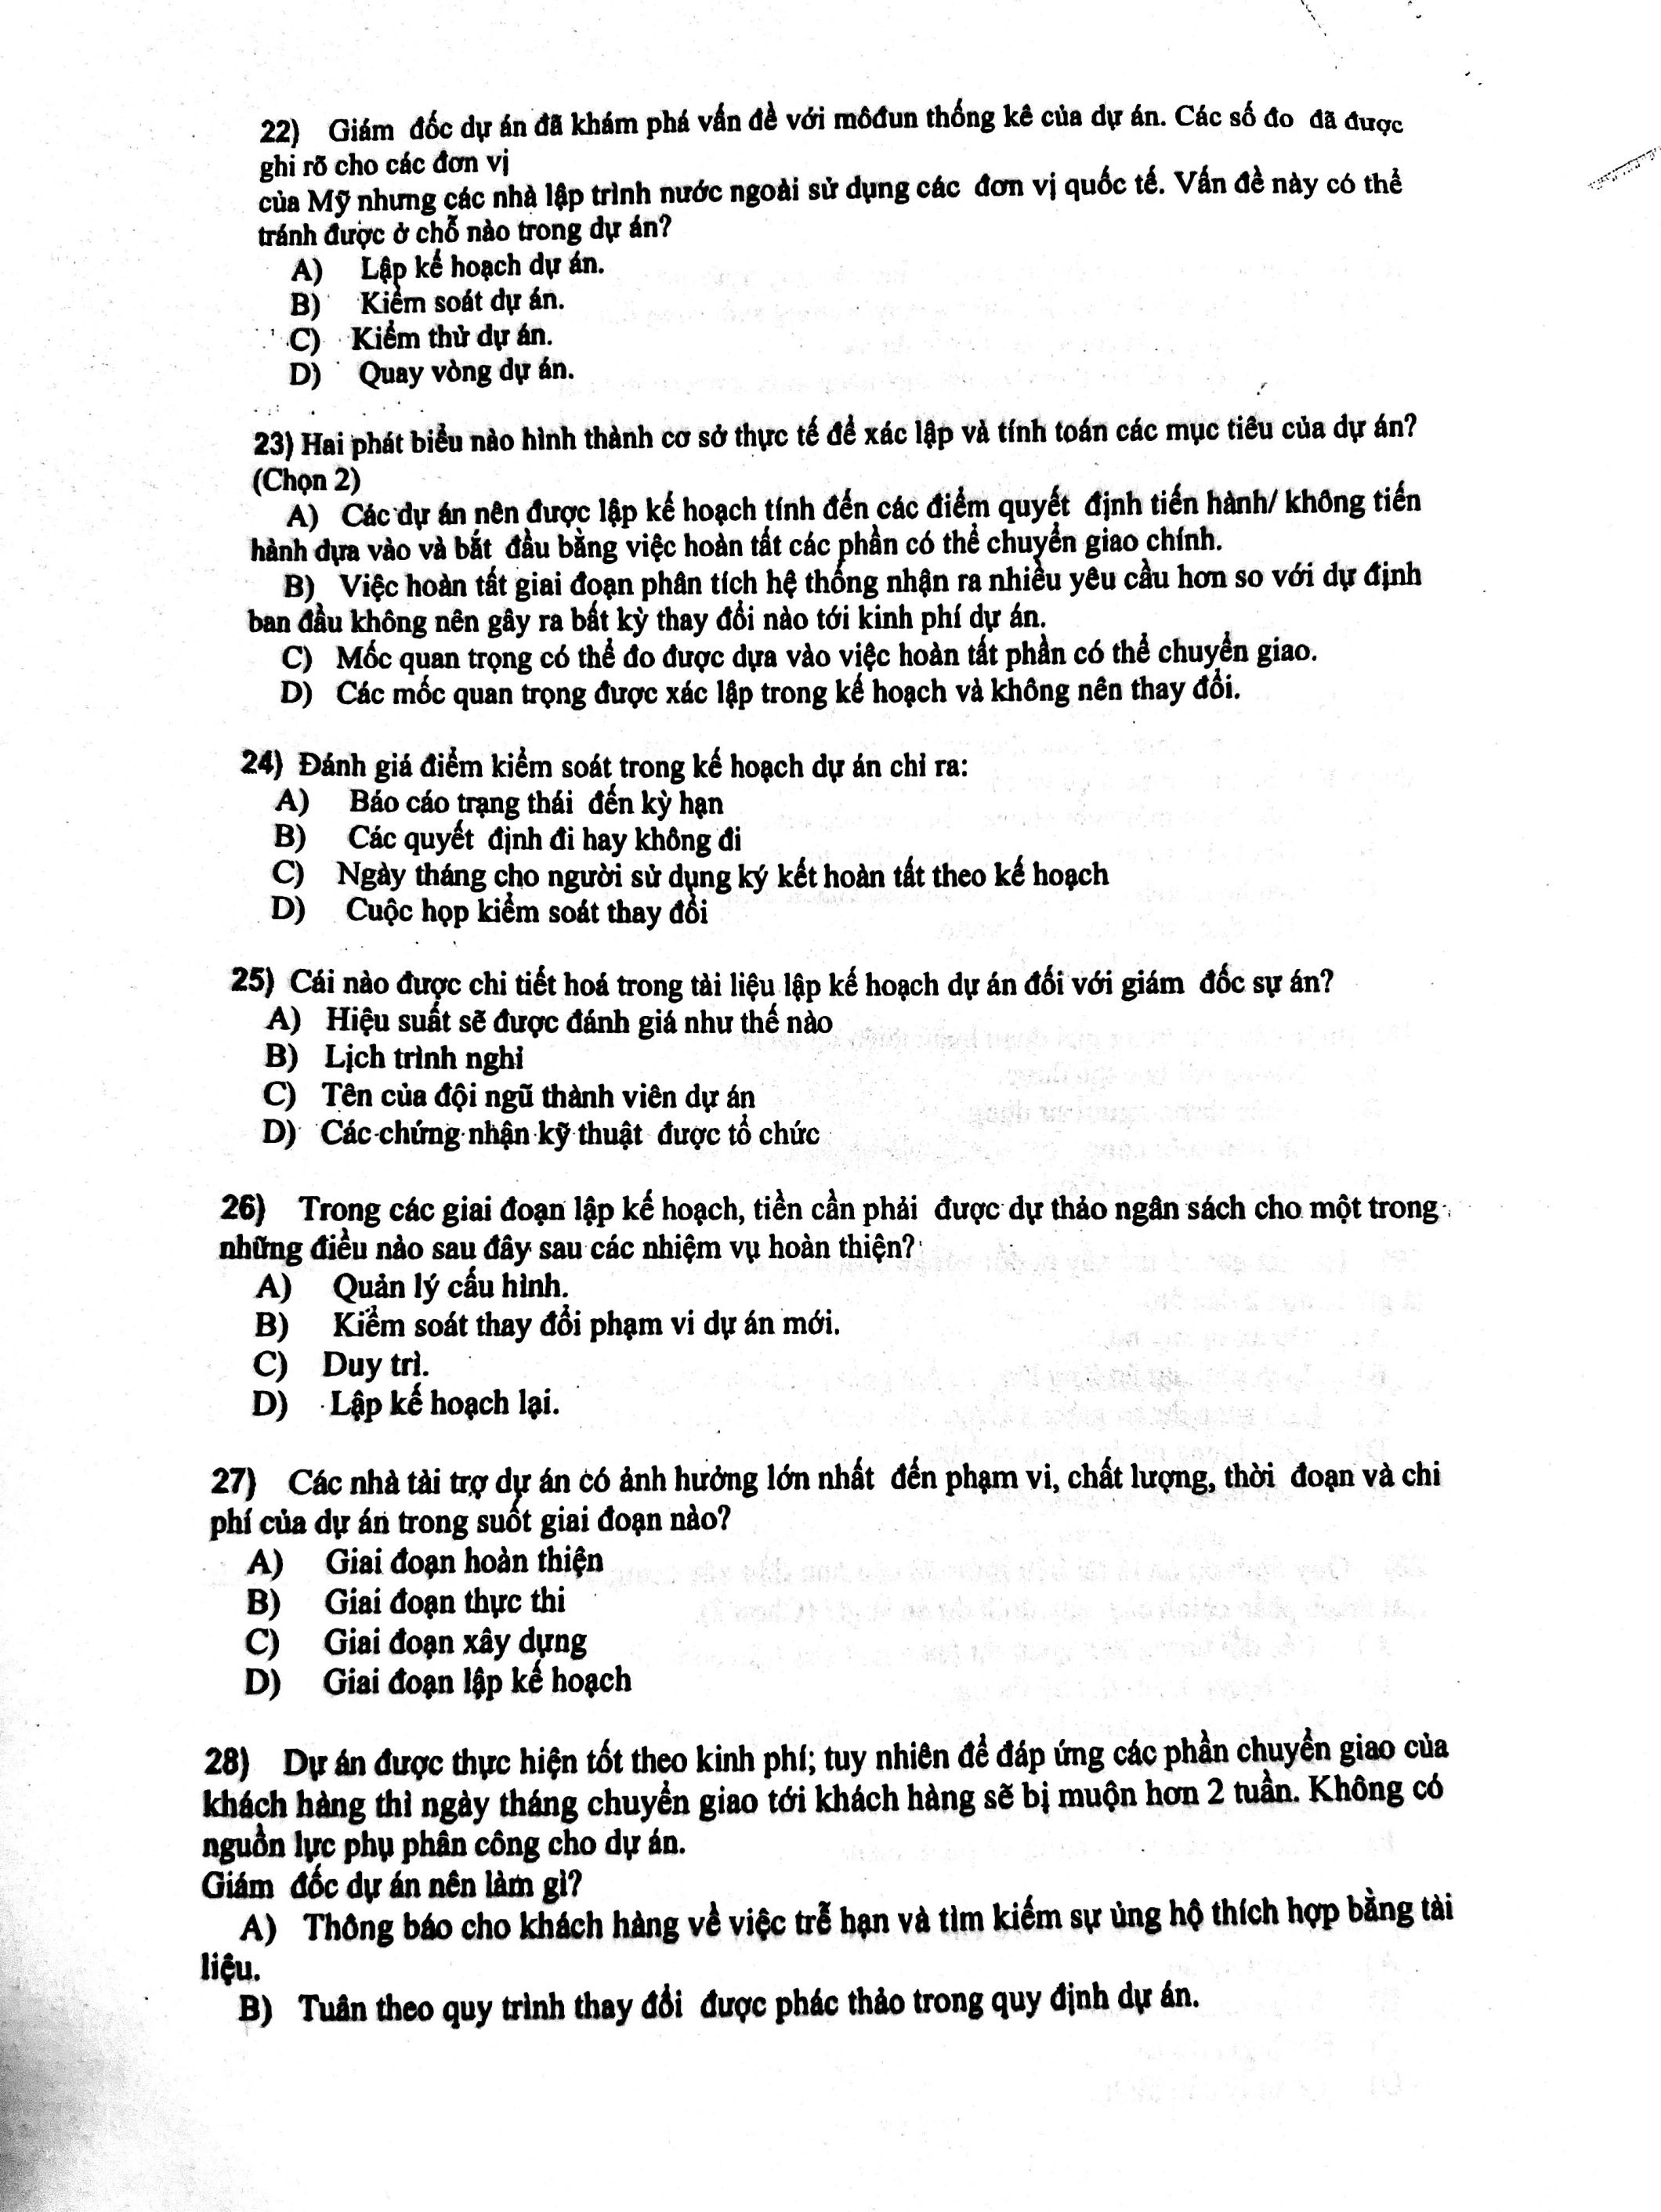 22) Giám đốc dự án đã khám phá vấn đề với môđun thống kê của dự án. Các số đo đã được
ghi rõ cho các đơn vị
của Mỹ nhưng các nhà lập trình nước ngoài sử dụng các đơn vị quốc tế. Vấn đề này có thể
tránh được ở chỗ nào trong dự án?
A) Lập kế hoạch dự án.
B) Kiểm soát dự án.
C) Kiểm thử dự án.
D) Quay vòng dự án.
23) Hai phát biểu nào hình thành cơ sở thực tế để xác lập và tính toán các mục tiêu của dự án?
(Chọn 2)
A) Các dự án nên được lập kế hoạch tính đến các điểm quyết định tiến hành/ không tiến
hành dựa vào và bắt đầu bằng việc hoàn tất các phần có thể chuyển giao chính.
B) Việc hoàn tất giai đoạn phân tích hệ thống nhận ra nhiều yêu cầu hơn so với dự định
ban đầu không nên gây ra bất kỳ thay đổi nào tới kinh phí dự án.
C) Mốc quan trọng có thể đo được dựa vào việc hoàn tất phần có thể chuyển giao.
D) Các mốc quan trọng được xác lập trong kế hoạch và không nên thay đổi.
24) Đánh giá điểm kiểm soát trong kế hoạch dự án chỉ ra:
A) Báo cáo trạng thái đến kỳ hạn
B) Các quyết định đi hay không đi
C) Ngày tháng cho người sử dụng ký kết hoàn tất theo kế hoạch
D) Cuộc họp kiểm soát thay đổi
25) Cái nào được chi tiết hoá trong tài liệu lập kế hoạch dự án đối với giám đốc sự án?
A) Hiệu suất sẽ được đánh giá như thế nào
B) Lịch trình nghỉ
C) Tên của đội ngũ thành viên dự án
D) Các chứng nhận kỹ thuật được tổ chức
26) Trong các giai đoạn lập kế hoạch, tiền cần phải được dự thảo ngân sách cho một trong
những điều nào sau đây sau các nhiệm vụ hoàn thiện?
A) Quản lý cấu hình.
B) Kiểm soát thay đổi phạm vi dự án mới.
C) Duy trì.
D) Lập kế hoạch lại.
27) Các nhà tài trợ dự án có ảnh hưởng lớn nhất đến phạm vi, chất lượng, thời đoạn và chi
phí của dự án trong suốt giai đoạn nào?
A) Giai đoạn hoàn thiện
B) Giai đoạn thực thi
C) Giai đoạn xây dựng
D) Giai đoạn lập kế hoạch
28) Dự án được thực hiện tốt theo kinh phí; tuy nhiên để đáp ứng các phần chuyển giao của
khách hàng thì ngày tháng chuyển giao tới khách hàng sẽ bị muộn hơn 2 tuần. Không có
nguồn lực phụ phân công cho dự án.
Giám đốc dự án nên làm gì?
A) Thông báo cho khách hàng về việc trễ hạn và tìm kiếm sự ủng hộ thích hợp bằng tài
liệu.
B) Tuân theo quy trình thay đổi được phác thảo trong quy định dự án.